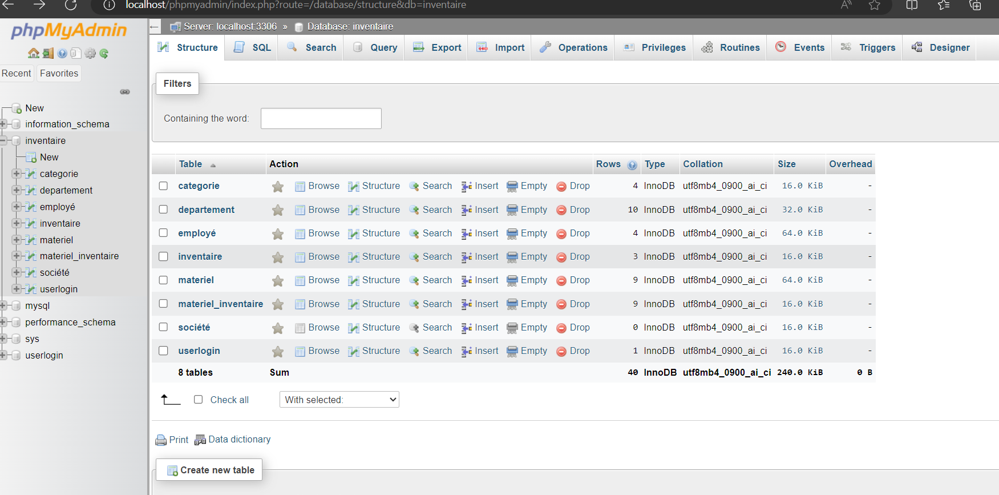 localhost/phpmyadmin/index.php?route=/database/structure&db=inventaire
phpMyAdmin
Recent Favorites
New
information_schema
inventaire
New
categorie
departement
employé
inventaire
materiel
materiel_inventaire
société
userlogin
mysql
performance_schema
sys
userlogin
Server: localhost:3306 » Database: inventaire
Structure SQL Search Query Export Import Operations Privileges Routines Events Triggers Designer
Filters
Containing the word:
Table Action Rows Type Collation Size Overhead
categorie Browse Structure Search Insert Empty Drop 4 InnoDB utf8mb4_0900_ai_ci 16.0 KiB -
departement Browse Structure Search Insert Empty Drop 10 InnoDB utf8mb4_0900_ai_ci 32.0 KiB -
employé Browse Structure Search Insert Empty Drop 4 InnoDB utf8mb4_0900_ai_ci 64.0 KiB -
inventaire Browse Structure Search Insert Empty Drop 3 InnoDB utf8mb4_0900_ai_ci 16.0 KiB -
materiel Browse Structure Search Insert Empty Drop 9 InnoDB utf8mb4_0900_ai_ci 64.0 KiB -
materiel_inventaire Browse Structure Search Insert Empty Drop 9 InnoDB utf8mb4_0900_ai_ci 16.0 KiB -
société Browse Structure Search Insert Empty Drop 0 InnoDB utf8mb4_0900_ai_ci 16.0 KiB -
userlogin Browse Structure Search Insert Empty Drop 1 InnoDB utf8mb4_0900_ai_ci 16.0 KiB -
8 tables Sum 40 InnoDB utf8mb4_0900_ai_ci 240.0 KiB 0 B
Check all With selected:
Print Data dictionary
Create new table